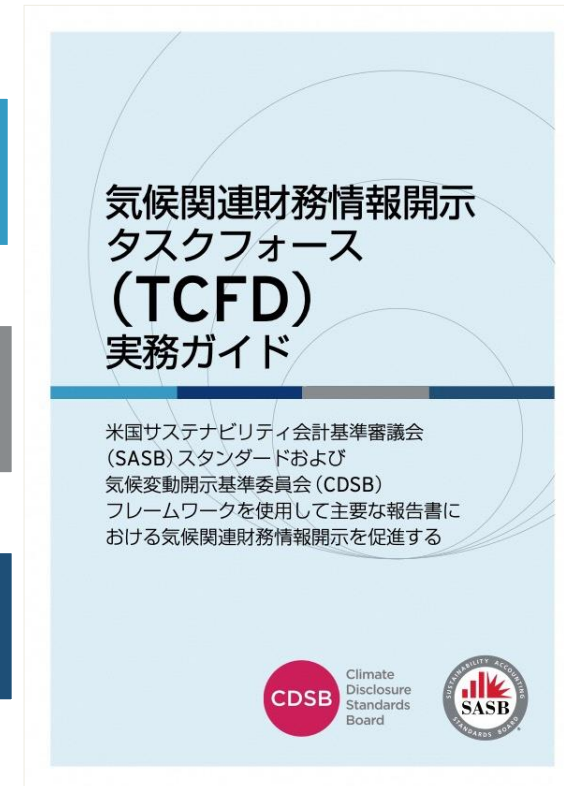 気候関連財務情報開示
タスクフォース
(TCFD)
実務ガイド
米国サステナビリティ会計基準審議会
(SASB)スタンダードおよび
気候変動開示基準委員会(CDSB)
フレームワークを使用して主要な報告書に
おける気候関連財務情報開示を促進する
CDSB
Climate
Disclosure
Standards
Board
SUSTAINABILITY ACCOUNTING
SASB
STANDARDS BOARD